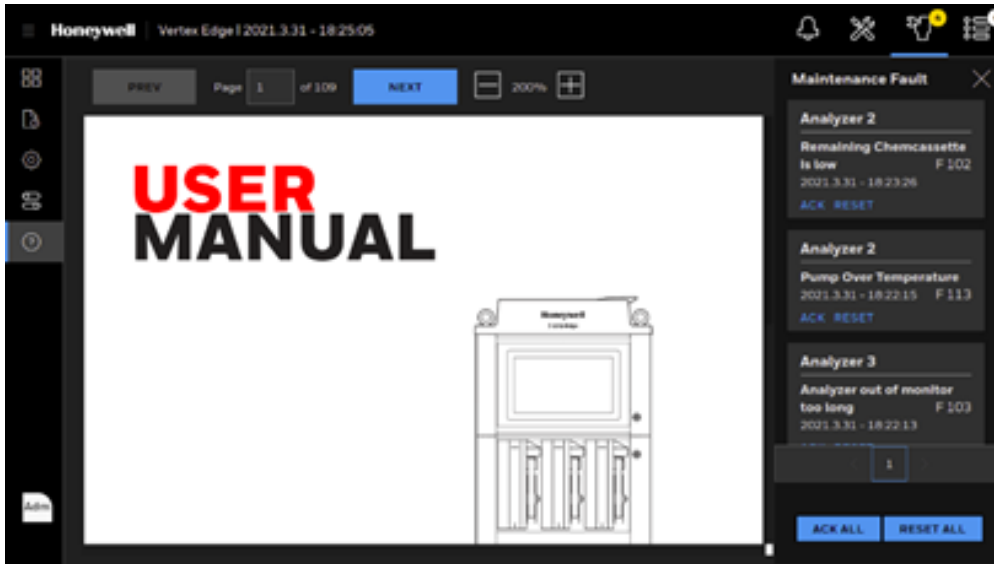 Honeywell | Vertex Edge | 2021.3.31 - 18:25:05
PREV Page 1 of 109 NEXT 200%
USER
MANUAL
Honeywell
Maintenance Fault
Analyzer 2
Remaining Chemcassette
Is low F 102
2021.3.31 - 18:23:26
ACK RESET
Analyzer 2
Pump Over Temperature
2021.3.31 - 18:22:15 F 113
ACK RESET
Analyzer 3
Analyzer out of monitor
too long F 103
2021.3.31 - 18:22:13
1
ACK ALL RESET ALL
Adm